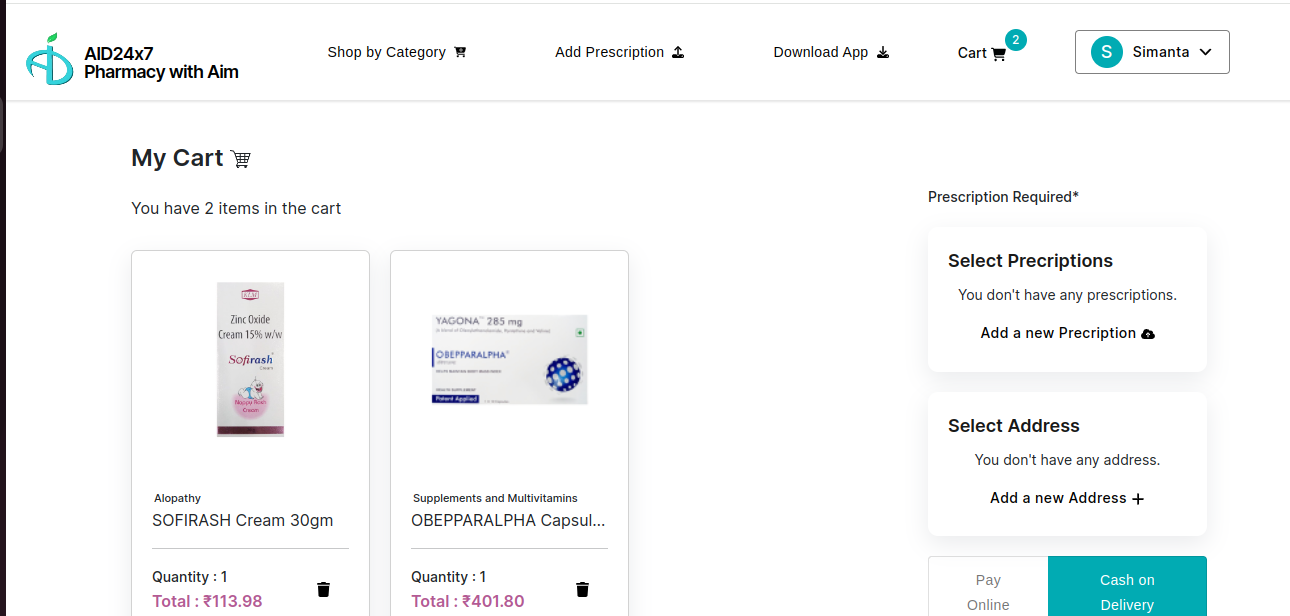 AID24x7
Pharmacy with Aim
Shop by Category
Add Prescription
Download App
Cart
2
S
Simanta
My Cart
You have 2 items in the cart
Zinc Oxide
Cream 15% w/w
Sofirash
Cream
Nappy Rash
Cream
YAGONA™ 285 mg
OBEPPARALPHA
Patent Applied
Alopathy
SOFIRASH Cream 30gm
Quantity : 1
Total : ₹113.98
Supplements and Multivitamins
OBEPPARALPHA Capsul...
Quantity : 1
Total : ₹401.80
Prescription Required*
Select Precriptions
You don't have any prescriptions.
Add a new Precription
Select Address
You don't have any address.
Add a new Address
Pay
Online
Cash on
Delivery